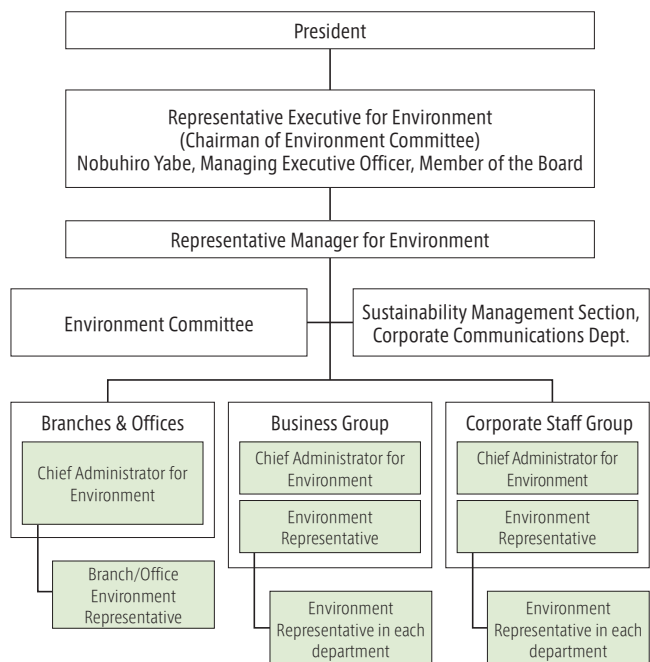 President
Representative Executive for Environment
(Chairman of Environment Committee)
Nobuhiro Yabe, Managing Executive Officer, Member of the Board
Representative Manager for Environment
Environment Committee
Sustainability Management Section,
Corporate Communications Dept.
Branches & Offices
Chief Administrator for
Environment
Branch/Office
Environment
Representative
Business Group
Chief Administrator for
Environment
Environment
Representative
Environment
Representative in each
department
Corporate Staff Group
Chief Administrator for
Environment
Environment
Representative
Environment
Representative in each
department